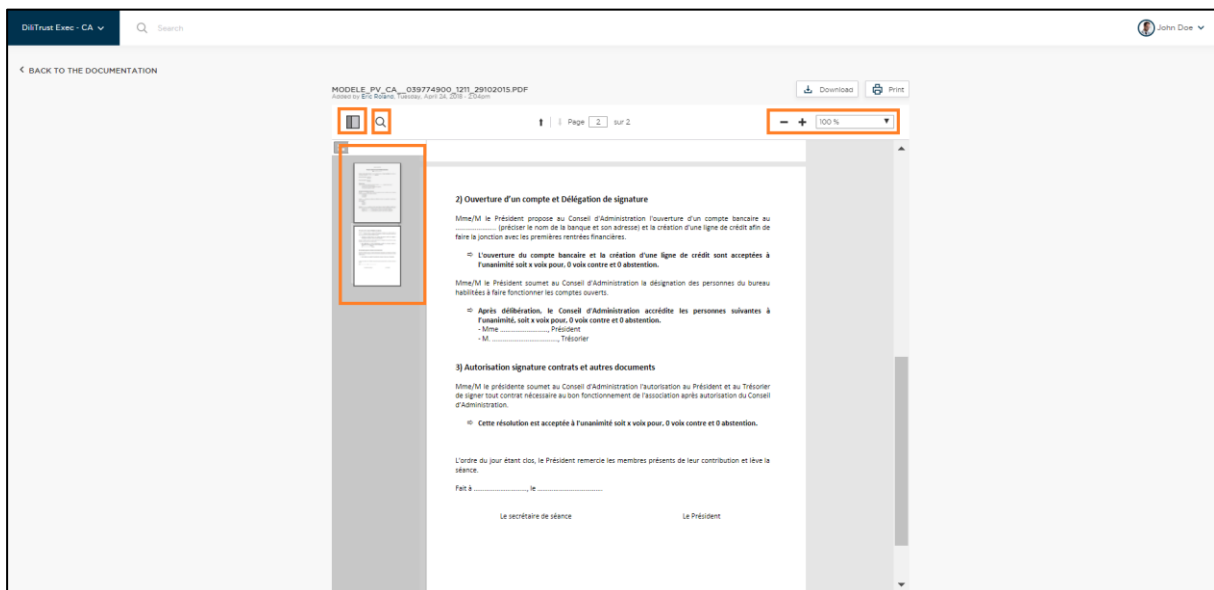 DiliTrust Exec - CA
Search
John Doe
BACK TO THE DOCUMENTATION
MODELE_PV_CA__039774900_1211_29102015.PDF
Added by Eric Roland, Tuesday, April 24, 2018 - 2:04am
Download
Print
Page 2 sur 2
100 %
2) Ouverture d'un compte et Délégation de signature
Mme/M le Président propose au Conseil d'Administration l'ouverture d'un compte bancaire au
........................ (préciser le nom de la banque et son adresse) et la création d'une ligne de crédit afin de
faire la jonction avec les premières rentrées financières.
⇨ L'ouverture du compte bancaire et la création d'une ligne de crédit sont acceptées à
l'unanimité soit x voix pour, 0 voix contre et 0 abstention.
Mme/M le Président soumet au Conseil d'Administration la désignation des personnes du bureau
habilitées à faire fonctionner les comptes ouverts.
⇨ Après délibération, le Conseil d'Administration accrédite les personnes suivantes à
l'unanimité, soit x voix pour, 0 voix contre et 0 abstention.
- Mme ........................., Président
- M. ..................................., Trésorier
3) Autorisation signature contrats et autres documents
Mme/M le présidente soumet au Conseil d'Administration l'autorisation au Président et au Trésorier
de signer tout contrat nécessaire au bon fonctionnement de l'association après autorisation du Conseil
d'Administration.
⇨ Cette résolution est acceptée à l'unanimité soit x voix pour, 0 voix contre et 0 abstention.
L'ordre du jour étant clos, le Président remercie les membres présents de leur contribution et lève la
séance.
Fait à ..........................., le .................................
Le secrétaire de séance
Le Président